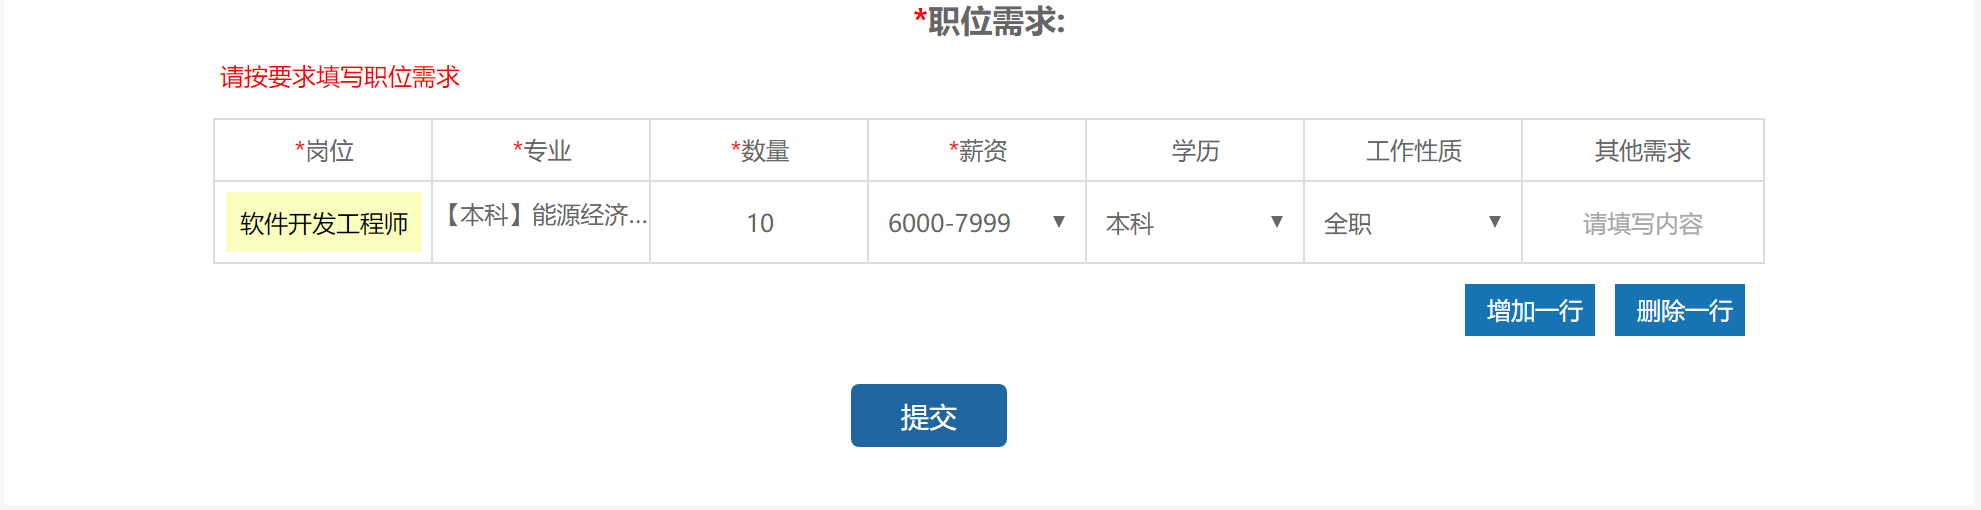 *职位需求:
请按要求填写职位需求
*岗位 *专业 *数量 *薪资 学历 工作性质 其他需求
软件开发工程师 【本科】能源经济... 10 6000-7999 ▼ 本科 ▼ 全职 ▼ 请填写内容
增加一行 删除一行
提交